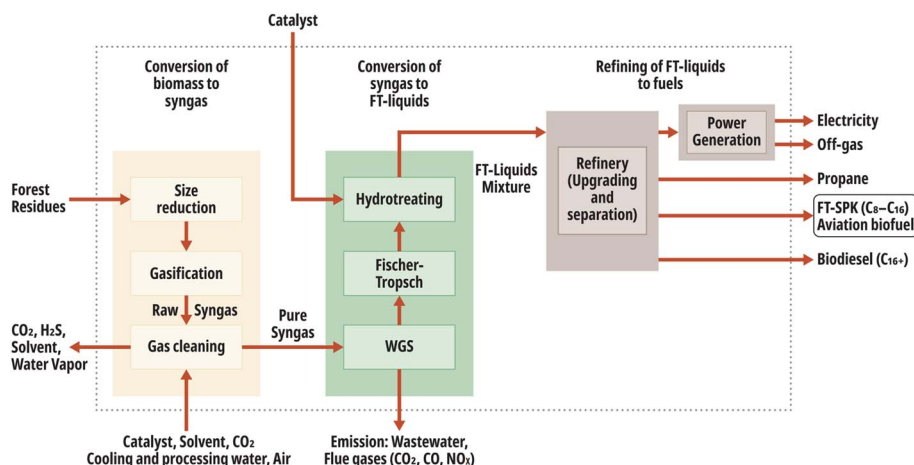 Catalyst
Conversion of
biomass to
syngas
Conversion of
syngas to
FT-liquids
Refining of FT-liquids
to fuels
Forest
Residues
Size
reduction
Gasification
Raw Syngas
Gas cleaning
CO₂, H₂S,
Solvent,
Water Vapor
Catalyst, Solvent, CO₂
Cooling and processing water, Air
Pure
Syngas
Hydrotreating
Fischer-
Tropsch
WGS
Emission: Wastewater,
Flue gases (CO₂, CO, NOₓ)
FT-Liquids
Mixture
Refinery
(Upgrading
and
separation)
Power
Generation
Electricity
Off-gas
Propane
FT-SPK (C₈–C₁₆)
Aviation biofuel
Biodiesel (C₁₆₊)